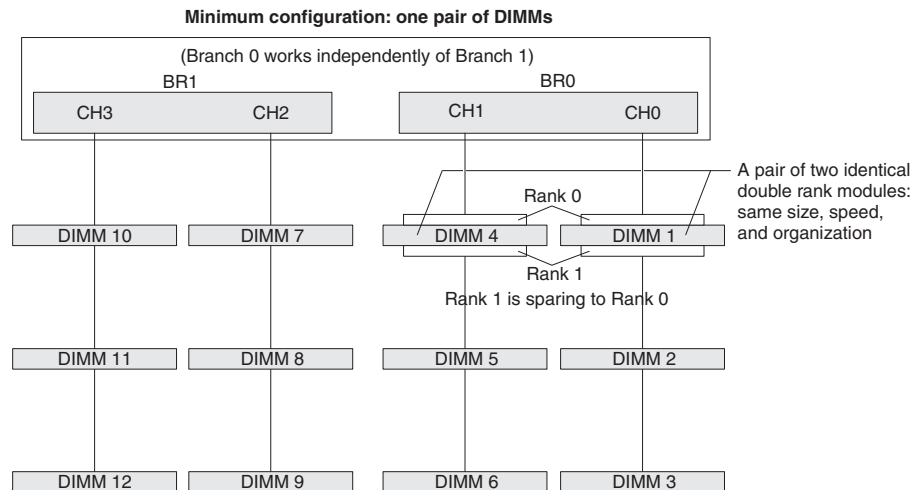 Minimum configuration: one pair of DIMMs
(Branch 0 works independently of Branch 1)
BR1
BR0
CH3
CH2
CH1
CH0
A pair of two identical
double rank modules:
same size, speed,
and organization
Rank 0
DIMM 10
DIMM 7
DIMM 4
DIMM 1
Rank 1
Rank 1 is sparing to Rank 0
DIMM 11
DIMM 8
DIMM 5
DIMM 2
DIMM 12
DIMM 9
DIMM 6
DIMM 3